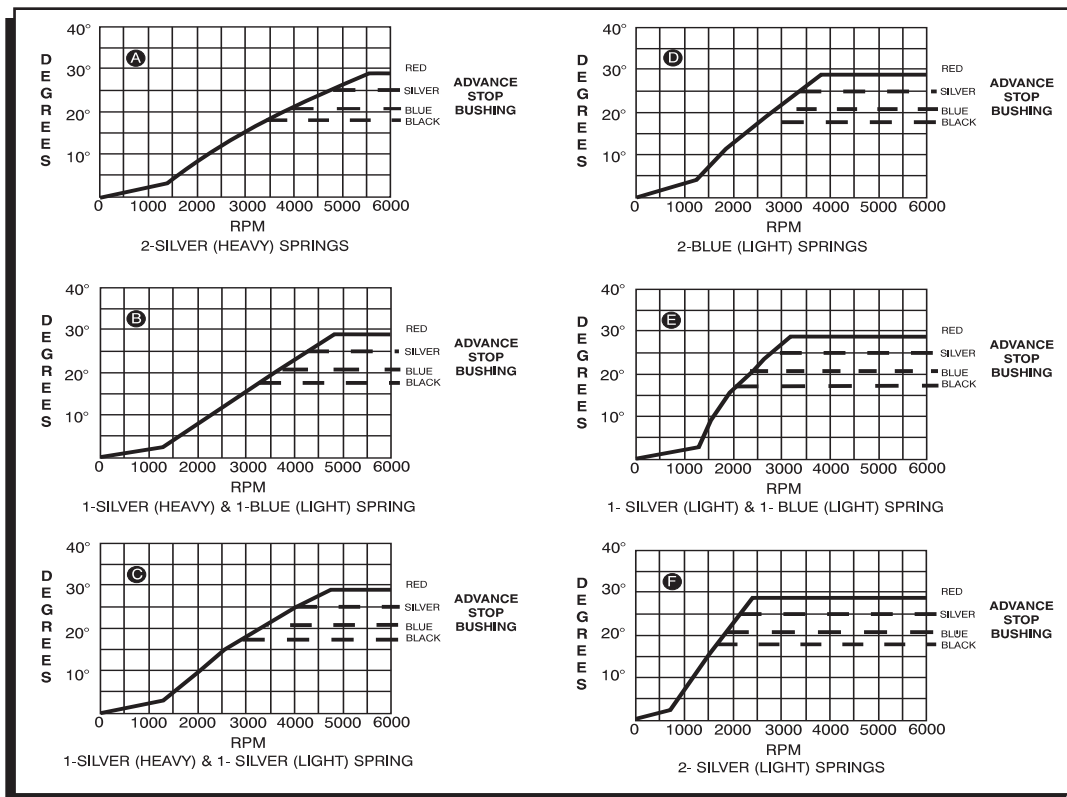 A
40°
30°
20°
10°
DEGREES
RED
SILVER
BLUE
BLACK
ADVANCE
STOP
BUSHING
0 1000 2000 3000 4000 5000 6000
RPM
2-SILVER (HEAVY) SPRINGS
B
40°
30°
20°
10°
DEGREES
RED
SILVER
BLUE
BLACK
ADVANCE
STOP
BUSHING
0 1000 2000 3000 4000 5000 6000
RPM
1-SILVER (HEAVY) & 1-BLUE (LIGHT) SPRING
C
40°
30°
20°
10°
DEGREES
RED
SILVER
BLUE
BLACK
ADVANCE
STOP
BUSHING
0 1000 2000 3000 4000 5000 6000
RPM
1-SILVER (HEAVY) & 1- SILVER (LIGHT) SPRING
D
40°
30°
20°
10°
DEGREES
RED
SILVER
BLUE
BLACK
ADVANCE
STOP
BUSHING
0 1000 2000 3000 4000 5000 6000
RPM
2-BLUE (LIGHT) SPRINGS
E
40°
30°
20°
10°
DEGREES
RED
SILVER
BLUE
BLACK
ADVANCE
STOP
BUSHING
0 1000 2000 3000 4000 5000 6000
RPM
1- SILVER (LIGHT) & 1- BLUE (LIGHT) SPRING
F
40°
30°
20°
10°
DEGREES
RED
SILVER
BLUE
BLACK
ADVANCE
STOP
BUSHING
0 1000 2000 3000 4000 5000 6000
RPM
2- SILVER (LIGHT) SPRINGS